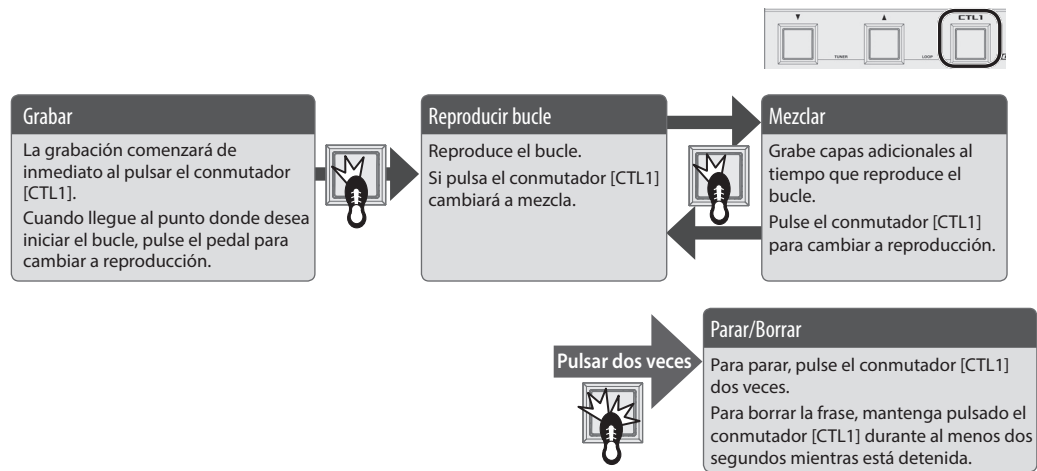 ▼
▲
CTL1
TUNER
LOOP
Grabar
La grabación comenzará de
inmediato al pulsar el conmutador
[CTL1].
Cuando llegue al punto donde desea
iniciar el bucle, pulse el pedal para
cambiar a reproducción.
Reproducir bucle
Reproduce el bucle.
Si pulsa el conmutador [CTL1]
cambiará a mezcla.
Mezclar
Grabe capas adicionales al
tiempo que reproduce el
bucle.
Pulse el conmutador [CTL1]
para cambiar a reproducción.
Pulsar dos veces
Parar/Borrar
Para parar, pulse el conmutador [CTL1]
dos veces.
Para borrar la frase, mantenga pulsado el
conmutador [CTL1] durante al menos dos
segundos mientras está detenida.